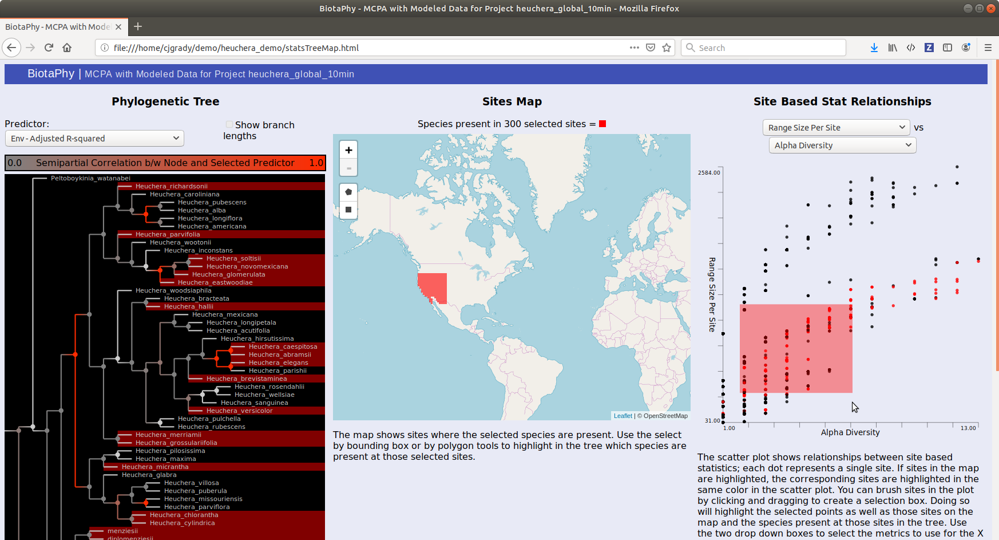 BiotaPhy - MCPA with Modeled Data for Project heuchera_global_10min - Mozilla Firefox
BiotaPhy - MCPA with Mode
file:///home/cjgrady/demo/heuchera_demo/statsTreeMap.html
Search
BiotaPhy | MCPA with Modeled Data for Project heuchera_global_10min
Phylogenetic Tree
Predictor:
Show branch
lengths
Env - Adjusted R-squared
0.0 Semipartial Correlation b/w Node and Selected Predictor 1.0
Peltoboykinia_watanabei
Heuchera_richardsonii
Heuchera_caroliniana
Heuchera_pubescens
Heuchera_alba
Heuchera_longiflora
Heuchera_americana
Heuchera_parvifolia
Heuchera_wootonii
Heuchera_inconstans
Heuchera_soltisii
Heuchera_novomexicana
Heuchera_glomerulata
Heuchera_eastwoodiae
Heuchera_woodsiaphila
Heuchera_bracteata
Heuchera_hallii
Heuchera_mexicana
Heuchera_longipetala
Heuchera_acutifolia
Heuchera_hirsutissima
Heuchera_caespitosa
Heuchera_abramsii
Heuchera_elegans
Heuchera_parishii
Heuchera_brevistaminea
Heuchera_rosendahlii
Heuchera_wellsiae
Heuchera_sanguinea
Heuchera_versicolor
Heuchera_pulchella
Heuchera_rubescens
Heuchera_merriamii
Heuchera_grossulariifolia
Heuchera_pilosissima
Heuchera_maxima
Heuchera_micrantha
Heuchera_glabra
Heuchera_villosa
Heuchera_puberula
Heuchera_missouriensis
Heuchera_parviflora
Heuchera_chlorantha
Heuchera_cylindrica
menziesii
diplomenziesii
Sites Map
Species present in 300 selected sites =
+
-
Leaflet | © OpenStreetMap
The map shows sites where the selected species are present. Use the select
by bounding box or by polygon tools to highlight in the tree which species are
present at those selected sites.
Site Based Stat Relationships
Range Size Per Site vs
Alpha Diversity
2584.00
Range Size Per Site
31.00
1.00
13.00
Alpha Diversity
The scatter plot shows relationships between site based
statistics; each dot represents a single site. If sites in the map
are highlighted, the corresponding sites are highlighted in the
same color in the scatter plot. You can brush sites in the plot
by clicking and dragging to create a selection box. Doing so
will highlight the selected points as well as those sites on the
map and the species present at those sites in the tree. Use
the two drop down boxes to select the metrics to use for the X